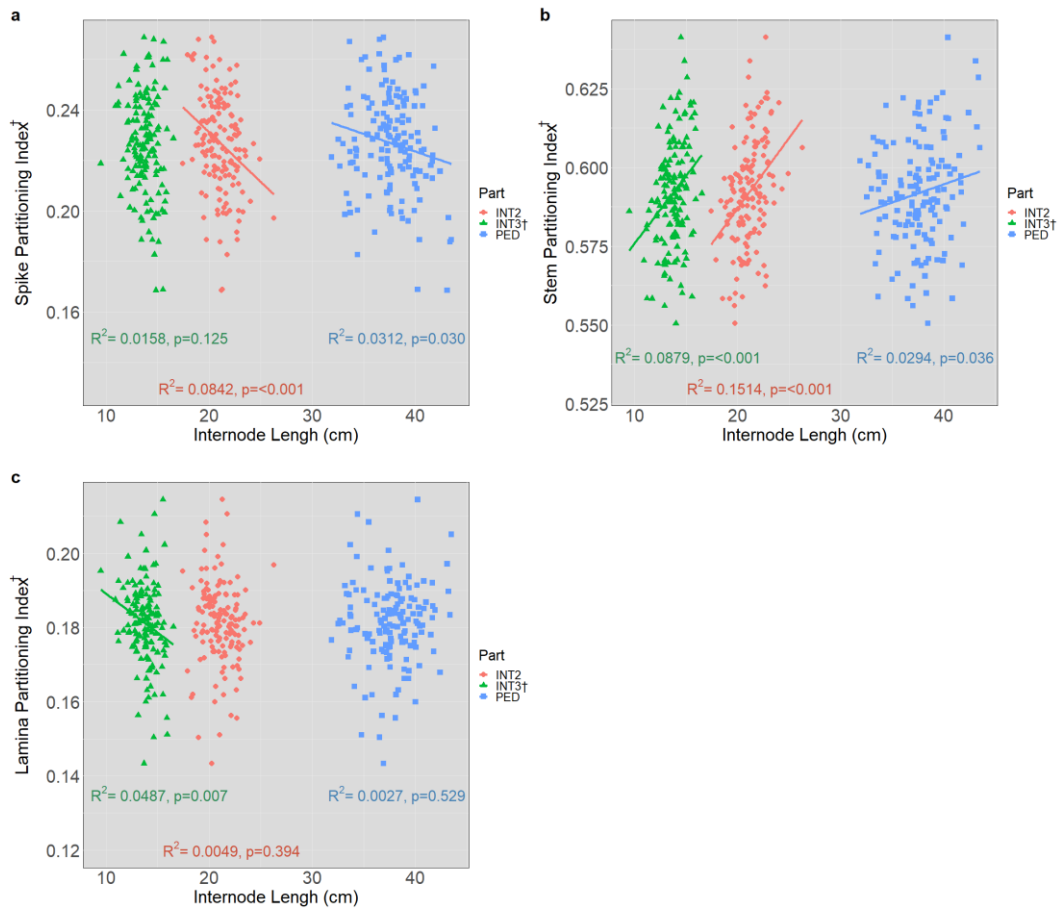 a
Spike Partitioning Index†
0.24
0.20
0.16
R²= 0.0158, p=0.125
R²= 0.0312, p=0.030
R²= 0.0842, p=<0.001
10 20 30 40
Internode Lengh (cm)
Part
INT2
INT3†
PED
b
Stem Partitioning Index†
0.625
0.600
0.575
0.550
0.525
R²= 0.0879, p=<0.001
R²= 0.0294, p=0.036
R²= 0.1514, p=<0.001
10 20 30 40
Internode Lengh (cm)
Part
INT2
INT3†
PED
c
Lamina Partitioning Index†
0.20
0.18
0.16
0.14
0.12
R²= 0.0487, p=0.007
R²= 0.0027, p=0.529
R²= 0.0049, p=0.394
10 20 30 40
Internode Lengh (cm)
Part
INT2
INT3†
PED